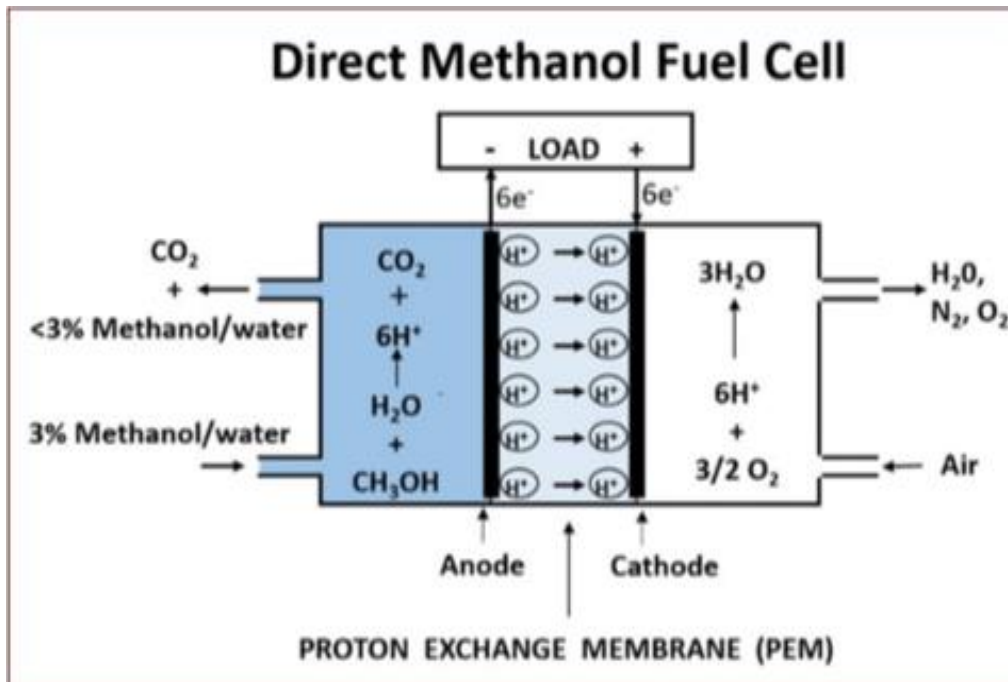 Direct Methanol Fuel Cell
- LOAD +
6e⁻ 6e⁻
CO₂
+
<3% Methanol/water
3% Methanol/water
CO₂
+
6H⁺
H₂O
+
CH₃OH
H⁺ H⁺
H⁺ H⁺
H⁺ H⁺
H⁺ H⁺
H⁺ H⁺
H⁺ H⁺
3H₂O
6H⁺
+
3/2 O₂
H₂0,
N₂, O₂
Air
Anode
Cathode
PROTON EXCHANGE MEMBRANE (PEM)